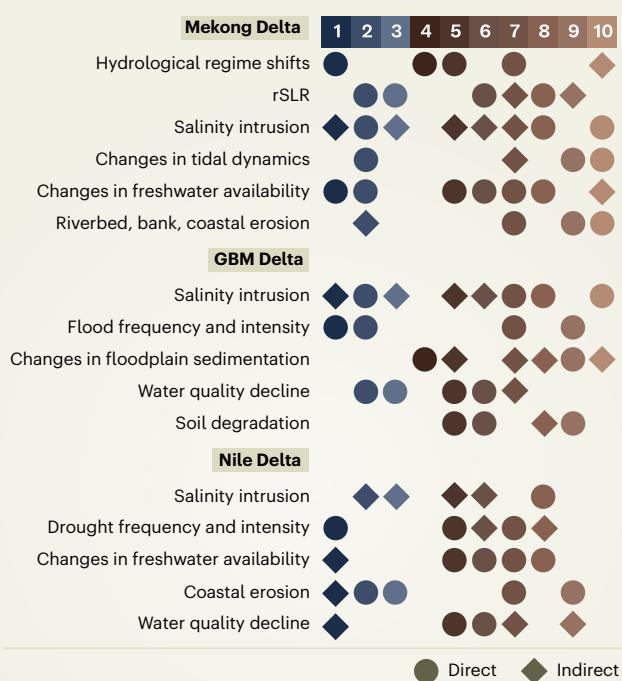 Mekong Delta 1 2 3 4 5 6 7 8 9 10
Hydrological regime shifts
rSLR
Salinity intrusion
Changes in tidal dynamics
Changes in freshwater availability
Riverbed, bank, coastal erosion
GBM Delta
Salinity intrusion
Flood frequency and intensity
Changes in floodplain sedimentation
Water quality decline
Soil degradation
Nile Delta
Salinity intrusion
Drought frequency and intensity
Changes in freshwater availability
Coastal erosion
Water quality decline
Direct Indirect